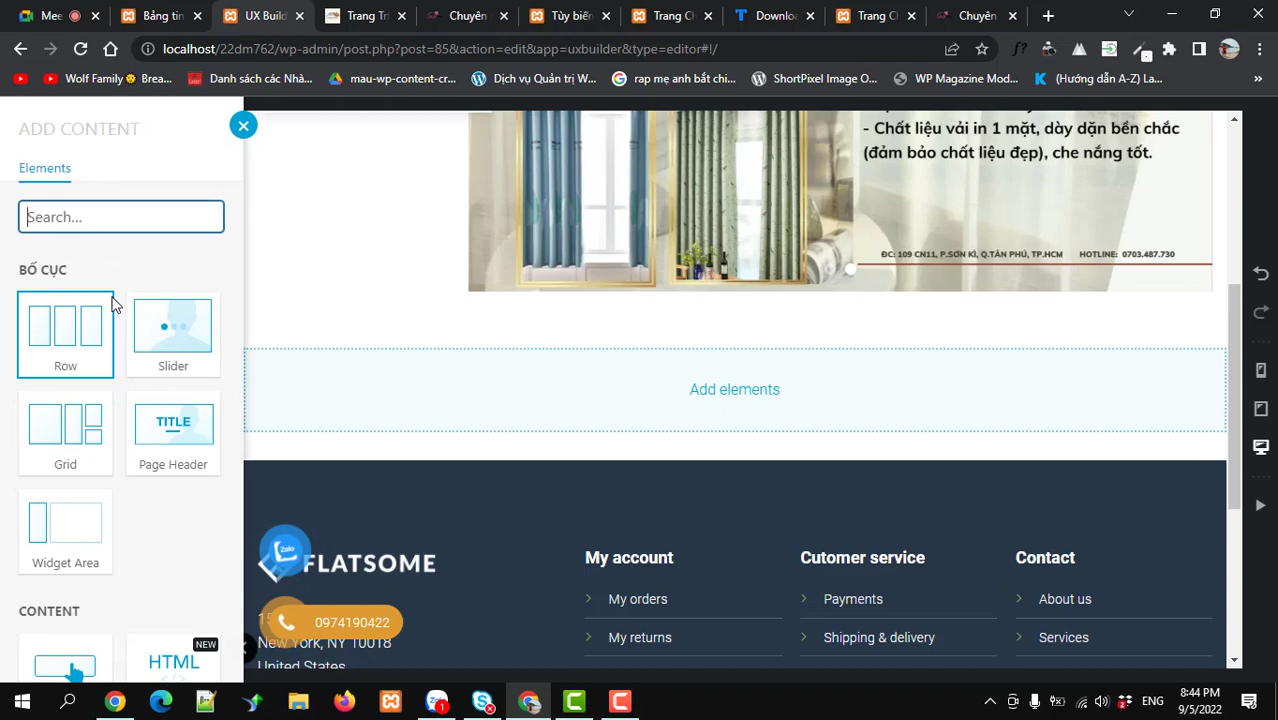 Mee
Bảng tin
UX Build
Trang Tri
Chuyên
Tùy biến
Trang Ch
Downloa
Trang Ch
Chuyên
localhost/22dm762/wp-admin/post.php?post=85&action=edit&app=uxbuilder&type=editor#!/
f?
Wolf Family Brea...
Danh sách các Nhà...
mau-wp-content-cr...
Dịch vụ Quản trị W...
rap mẹ anh bắt chi...
ShortPixel Image O...
WP Magazine Mod...
(Hướng dẫn A-Z) La...
»
ADD CONTENT
Elements
Search...
BỐ CỤC
Row
Slider
TITLE
Grid
Page Header
Widget Area
CONTENT
NEW
HTML
- Chất liệu vải in 1 mặt, dày dặn bền chắc
(đảm bảo chất liệu đẹp), che nắng tốt.
ĐC: 109 CN11, P.SƠN KÌ, Q.TÂN PHÚ, TP.HCM HOTLINE: 0703.487.730
Add elements
Zalo
FLATSOME
0974190422
New York, NY 10018
United States
My account
My orders
My returns
Cutomer service
Payments
Shipping & delivery
Contact
About us
Services
ENG
8:44 PM
9/5/2022